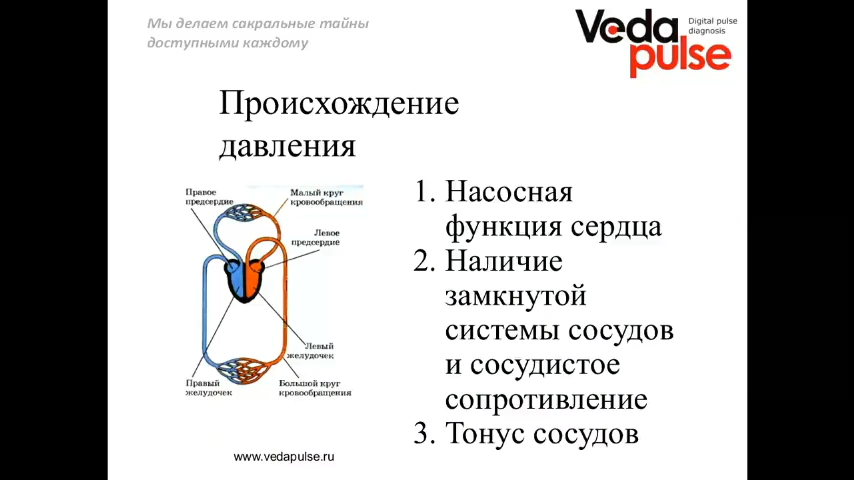 Мы делаем сакральные тайны
доступными каждому
Veda
pulse
Digital pulse
diagnosis
Происхождение
давления
Правое
предсердие
Малый круг
кровообращения
Левое
предсердие
Левый
желудочек
Правый
желудочек
Большой круг
кровообращения
1. Насосная
функция сердца
2. Наличие
замкнутой
системы сосудов
и сосудистое
сопротивление
3. Тонус сосудов
www.vedapulse.ru